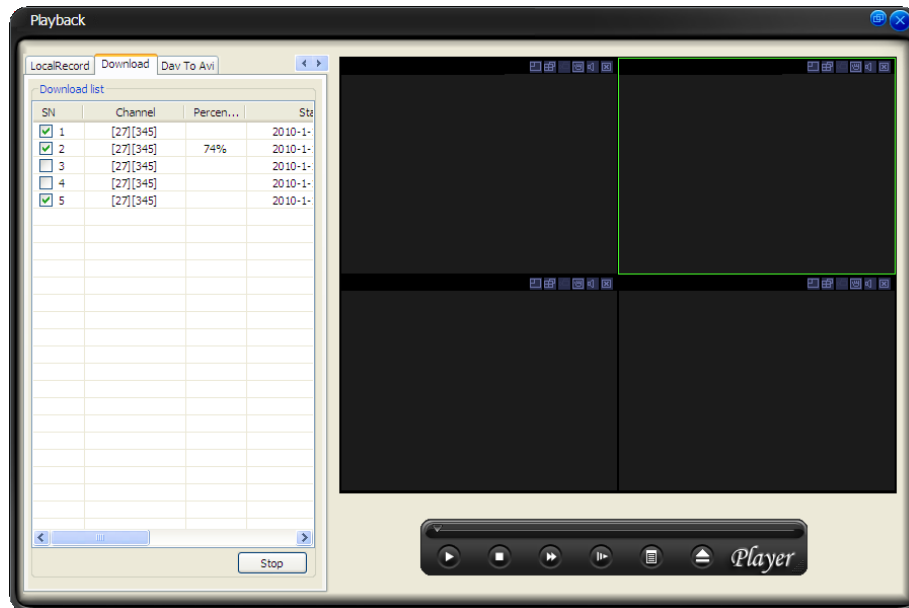 Playback
LocalRecord Download Dav To Avi
Download list
SN Channel Percen... Sta
1 [27][345] 2010-1-
2 [27][345] 74% 2010-1-
3 [27][345] 2010-1-
4 [27][345] 2010-1-
5 [27][345] 2010-1-
Stop
Player